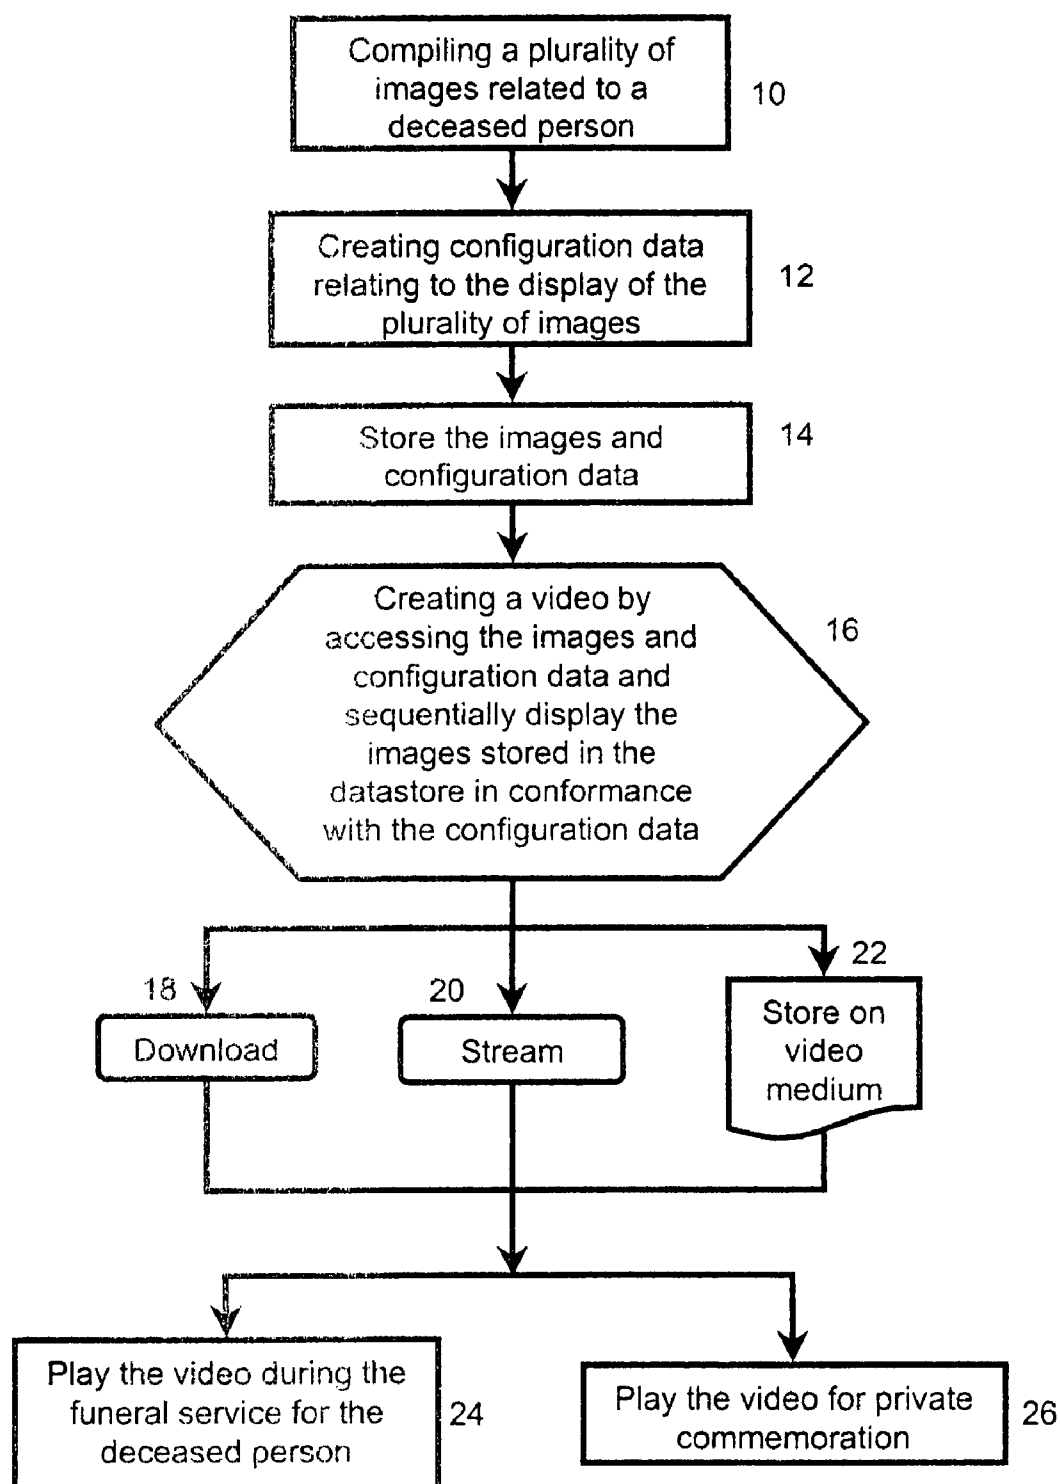 Compiling a plurality of
images related to a
deceased person
10
Creating configuration data
relating to the display of the
plurality of images
12
Store the images and
configuration data
14
Creating a video by
accessing the images and
configuration data and
sequentially display the
images stored in the
datastore in conformance
with the configuration data
16
18
Download
20
Stream
22
Store on
video
medium
Play the video during the
funeral service for the
deceased person
24
Play the video for private
commemoration
26